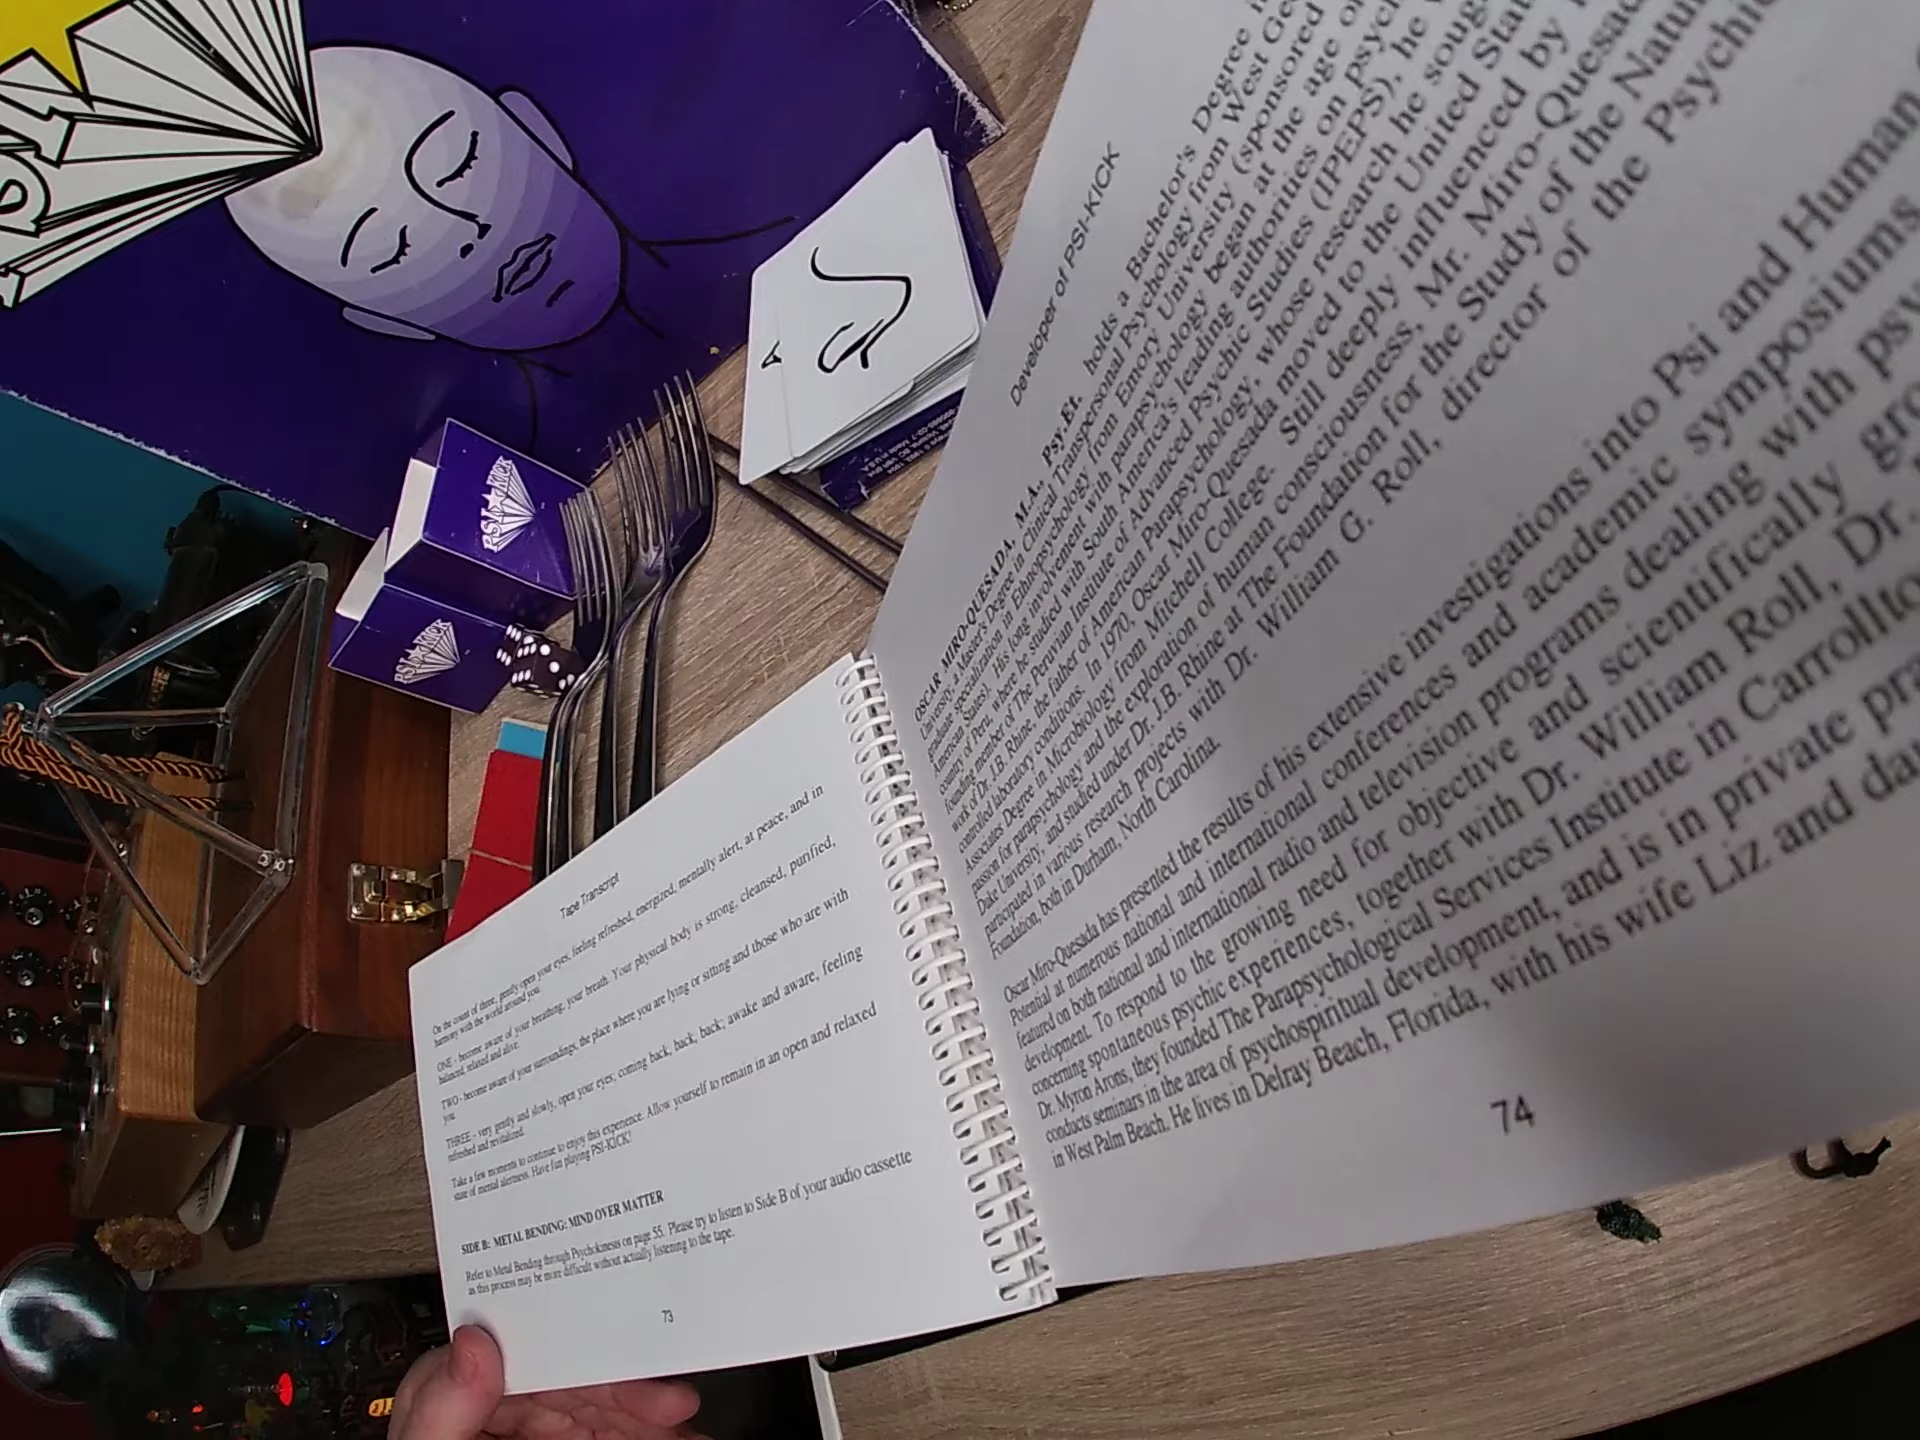 PSI
Tape Transcript
On the count of three, gently open your eyes, feeling refreshed, energized, mentally alert, at peace, and in
harmony with the world around you.
ONE - become aware of your breathing, your breath. Your physical body is strong, cleansed, purified,
balanced, relaxed and alive.
TWO - become aware of your surroundings, the place where you are lying or sitting and those who are with
you.
THREE - very gently and slowly, open your eyes; coming back, back, back; awake and aware, feeling
refreshed and revitalized.
Take a few moments to continue to enjoy this experience. Allow yourself to remain in an open and relaxed
state of mental alertness. Have fun playing PSI-KICK!
SIDE B: METAL BENDING: MIND OVER MATTER
Refer to Metal Bending through Psychokinesis on page 55. Please try to listen to Side B of your audio cassette
as this process may be more difficult without actually listening to the tape.
73
Developer of PSI-KICK
OSCAR MIRO-QUESADA, M.A., Psy Et. holds a Bachelor's Degree
University, a Master's Degree in Clinical Transpersonal Psychology from West
graduate specialization in Ethnopsychology from Emory University (sponsored
American States). His long involvement with parapsychology began at the age
country of Peru, where he studied with South America's leading authorities on
founding member of The Peruvian Institute of Advanced Psychic Studies (IPEPS), he
work of Dr. J.B. Rhine, the father of American Parapsychology, whose research he
controlled laboratory conditions. In 1970, Oscar Miro-Quesada moved to the United
Associates Degree in Microbiology from Mitchell College. Still deeply influenced by
passion for parapsychology and the exploration of human consciousness, Mr. Miro-Quesada
Duke University, and studied under Dr. J.B. Rhine at The Foundation for the Study of the
participated in various research projects with Dr. William G. Roll, director of the
Foundation, both in Durham, North Carolina.
Oscar Miro-Quesada has presented the results of his extensive investigations into Psi and Human
Potential at numerous national and international conferences and academic symposiums
featured on both national and international radio and television programs dealing with
development. To respond to the growing need for objective and scientifically
concerning spontaneous psychic experiences, together with Dr. William Roll, Dr.
Dr. Myron Arons, they founded The Parapsychological Services Institute in
conducts seminars in the area of psychospiritual development, and is in private
in West Palm Beach. He lives in Delray Beach, Florida, with his wife Liz and
74
PSI KICK
PSI KICK